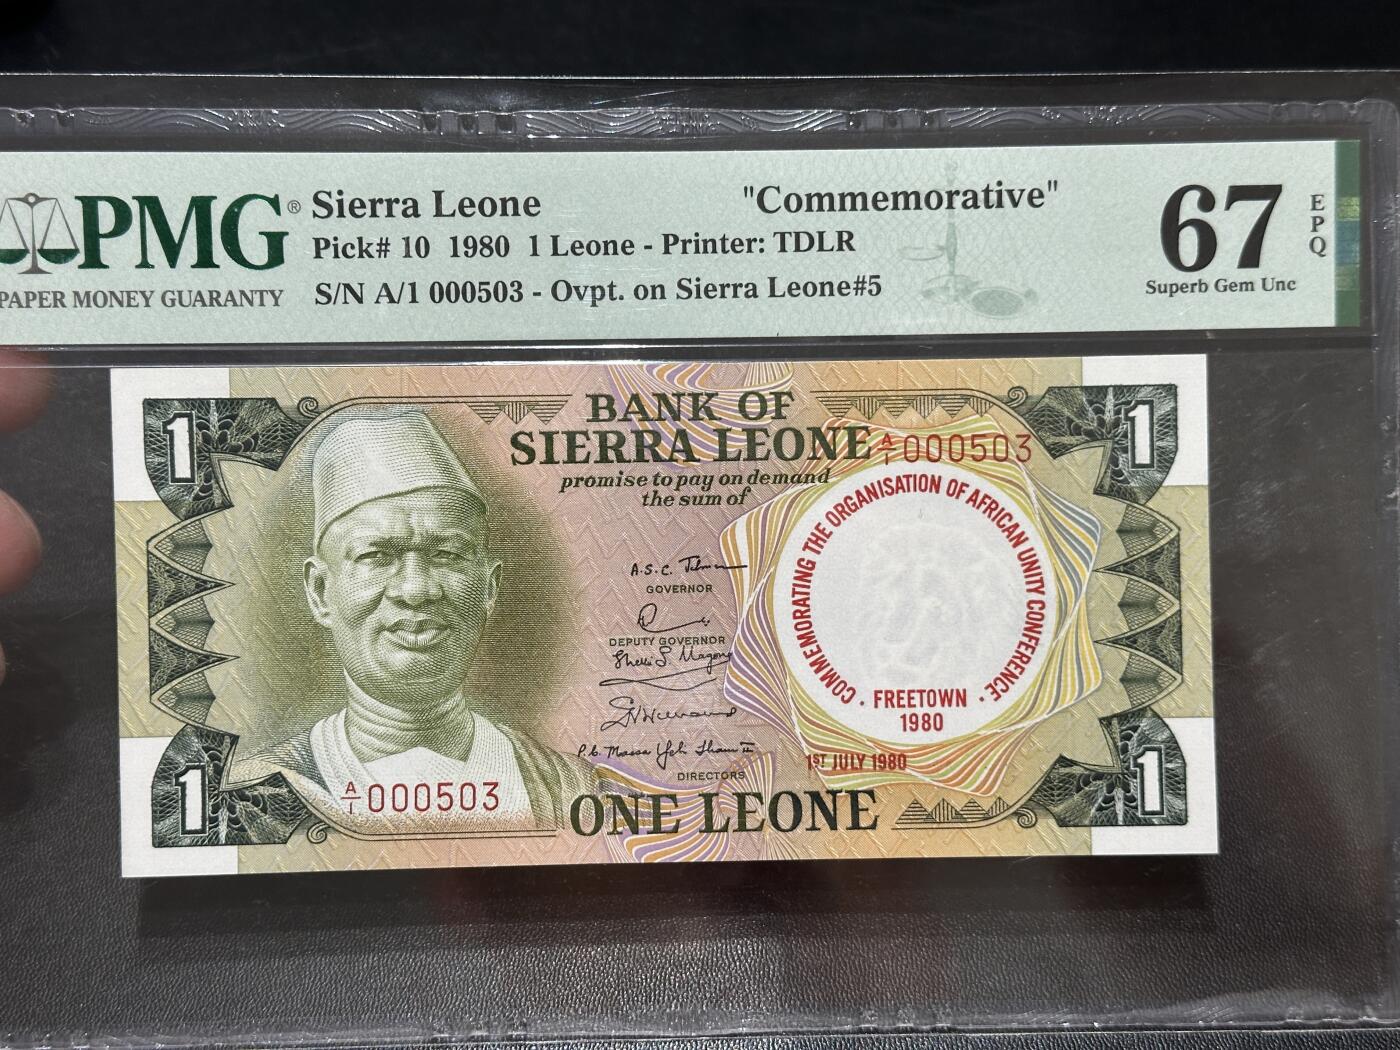 PMG®
PAPER MONEY GUARANTY
Sierra Leone "Commemorative"
Pick# 10 1980 1 Leone - Printer: TDLR
S/N A/1 000503 - Ovpt. on Sierra Leone#5
67
EPQ
Superb Gem Unc
1
1
BANK OF
SIERRA LEONE
A/1 000503
promise to pay on demand
the sum of
COMMEMORATING THE ORGANISATION OF AFRICAN UNITY CONFERENCE.
· FREETOWN ·
1980
GOVERNOR
DEPUTY GOVERNOR
DIRECTORS
1ST JULY 1980
A/1 000503
ONE LEONE
1
1